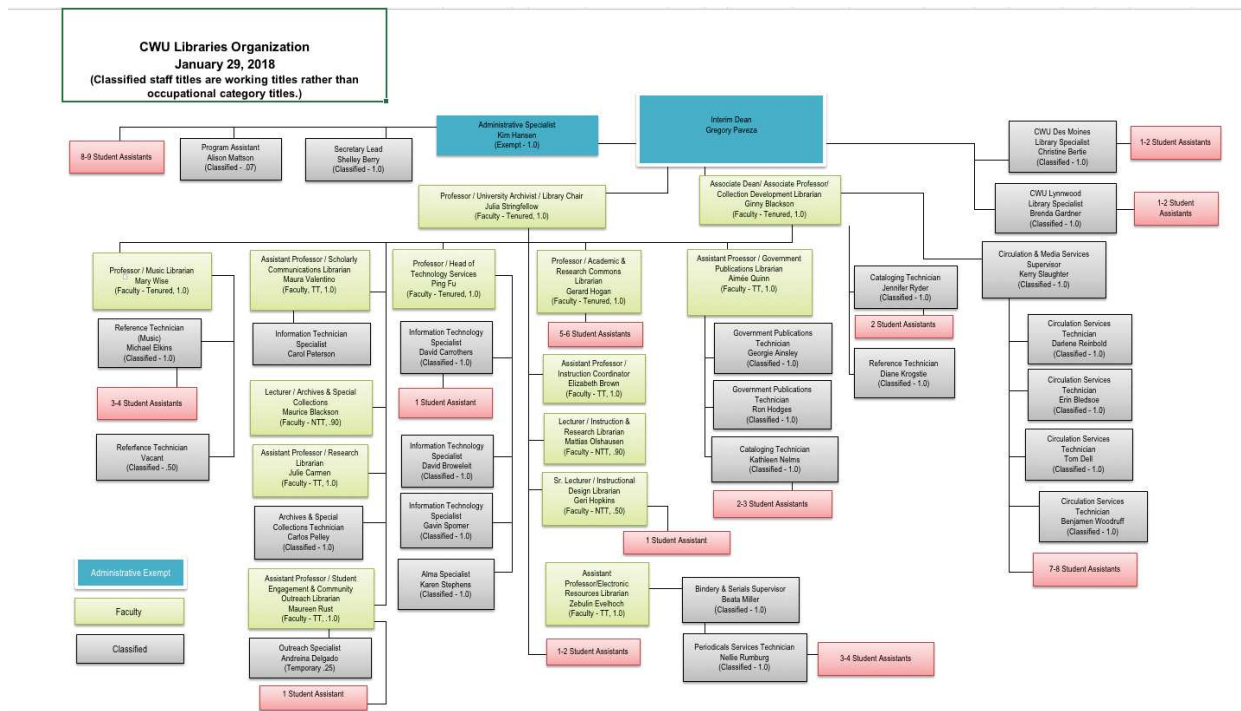 CWU Libraries Organization
January 29, 2018
(Classified staff titles are working titles rather than
occupational category titles.)
Interim Dean
Gregory Paveza
Administrative Specialist
Kim Hansen
(Exempt - 1.0)
8-9 Student Assistants
Program Assistant
Alison Mattson
(Classified - .07)
Secretary Lead
Shelley Berry
(Classified - 1.0)
CWU Des Moines
Library Specialist
Christine Bertie
(Classified - 1.0)
1-2 Student Assistants
CWU Lynnwood
Library Specialist
Brenda Gardner
(Classified - 1.0)
1-2 Student
Assistants
Professor / University Archivist / Library Chair
Julia Stringfellow
(Faculty - Tenured, 1.0)
Associate Dean/ Associate Professor/
Collection Development Librarian
Ginny Blackson
(Faculty - Tenured, 1.0)
Professor / Music Librarian
Mary Wise
(Faculty - Tenured, 1.0)
Reference Technician
(Music)
Michael Elkins
(Classified - 1.0)
3-4 Student Assistants
Referfence Technician
Vacant
(Classified - .50)
Assistant Professor / Scholarly
Communications Librarian
Maura Valentino
(Faculty, TT, 1.0)
Information Technician
Specialist
Carol Peterson
Lecturer / Archives & Special
Collections
Maurice Blackson
(Faculty - NTT, .90)
Assistant Professor / Research
Librarian
Julie Carmen
(Faculty - TT, 1.0)
Archives & Special
Collections Technician
Carlos Pelley
(Classified - 1.0)
Assistant Professor / Student
Engagement & Community
Outreach Librarian
Maureen Rust
(Faculty - TT, .1.0)
Outreach Specialist
Andreina Delgado
(Temporary .25)
1 Student Assistant
Professor / Head of
Technology Services
Ping Fu
(Faculty - Tenured, 1.0)
Information Technology
Specialist
David Carrothers
(Classified - 1.0)
1 Student Assistant
Information Technology
Specialist
David Broweleit
(Classified - 1.0)
Information Technology
Specialist
Gavin Spomer
(Classified - 1.0)
Alma Specialist
Karen Stephens
(Classified - 1.0)
Professor / Academic &
Research Commons
Librarian
Gerard Hogan
(Faculty - Tenured, 1.0)
5-6 Student Assistants
Assistant Professor /
Instruction Coordinator
Elizabeth Brown
(Faculty - TT, 1.0)
Lecturer / Instruction &
Research Librarian
Mattias Olshausen
(Faculty - NTT, .90)
Sr. Lecturer / Instructional
Design Librarian
Geri Hopkins
(Faculty - NTT, .50)
1 Student Assistant
Assistant
Professor/Electronic
Resources Librarian
Zebulin Evelhoch
(Faculty - TT, 1.0)
1-2 Student Assistants
Bindery & Serials Supervisor
Beata Miller
(Classified - 1.0)
Periodicals Services Technician
Nellie Rumburg
(Classified - 1.0)
3-4 Student Assistants
Assistant Proessor / Government
Publications Librarian
Aimée Quinn
(Faculty - TT, 1.0)
Government Publications
Technician
Georgie Ainsley
(Classified - 1.0)
Government Publications
Technician
Ron Hodges
(Classified - 1.0)
Cataloging Technician
Kathleen Nelms
(Classified - 1.0)
2-3 Student Assistants
Cataloging Technician
Jennifer Ryder
(Classified - 1.0)
2 Student Assistants
Reference Technician
Diane Krogstie
(Classified - 1.0)
Circulation & Media Services
Supervisor
Kerry Slaughter
(Classified - 1.0)
Circulation Services
Technician
Darlene Reinbold
(Classified - 1.0)
Circulation Services
Technician
Erin Bledsoe
(Classified - 1.0)
Circulation Services
Technician
Tom Dell
(Classified - 1.0)
Circulation Services
Technician
Benjamen Woodruff
(Classified - 1.0)
7-8 Student Assistants
Administrative Exempt
Faculty
Classified